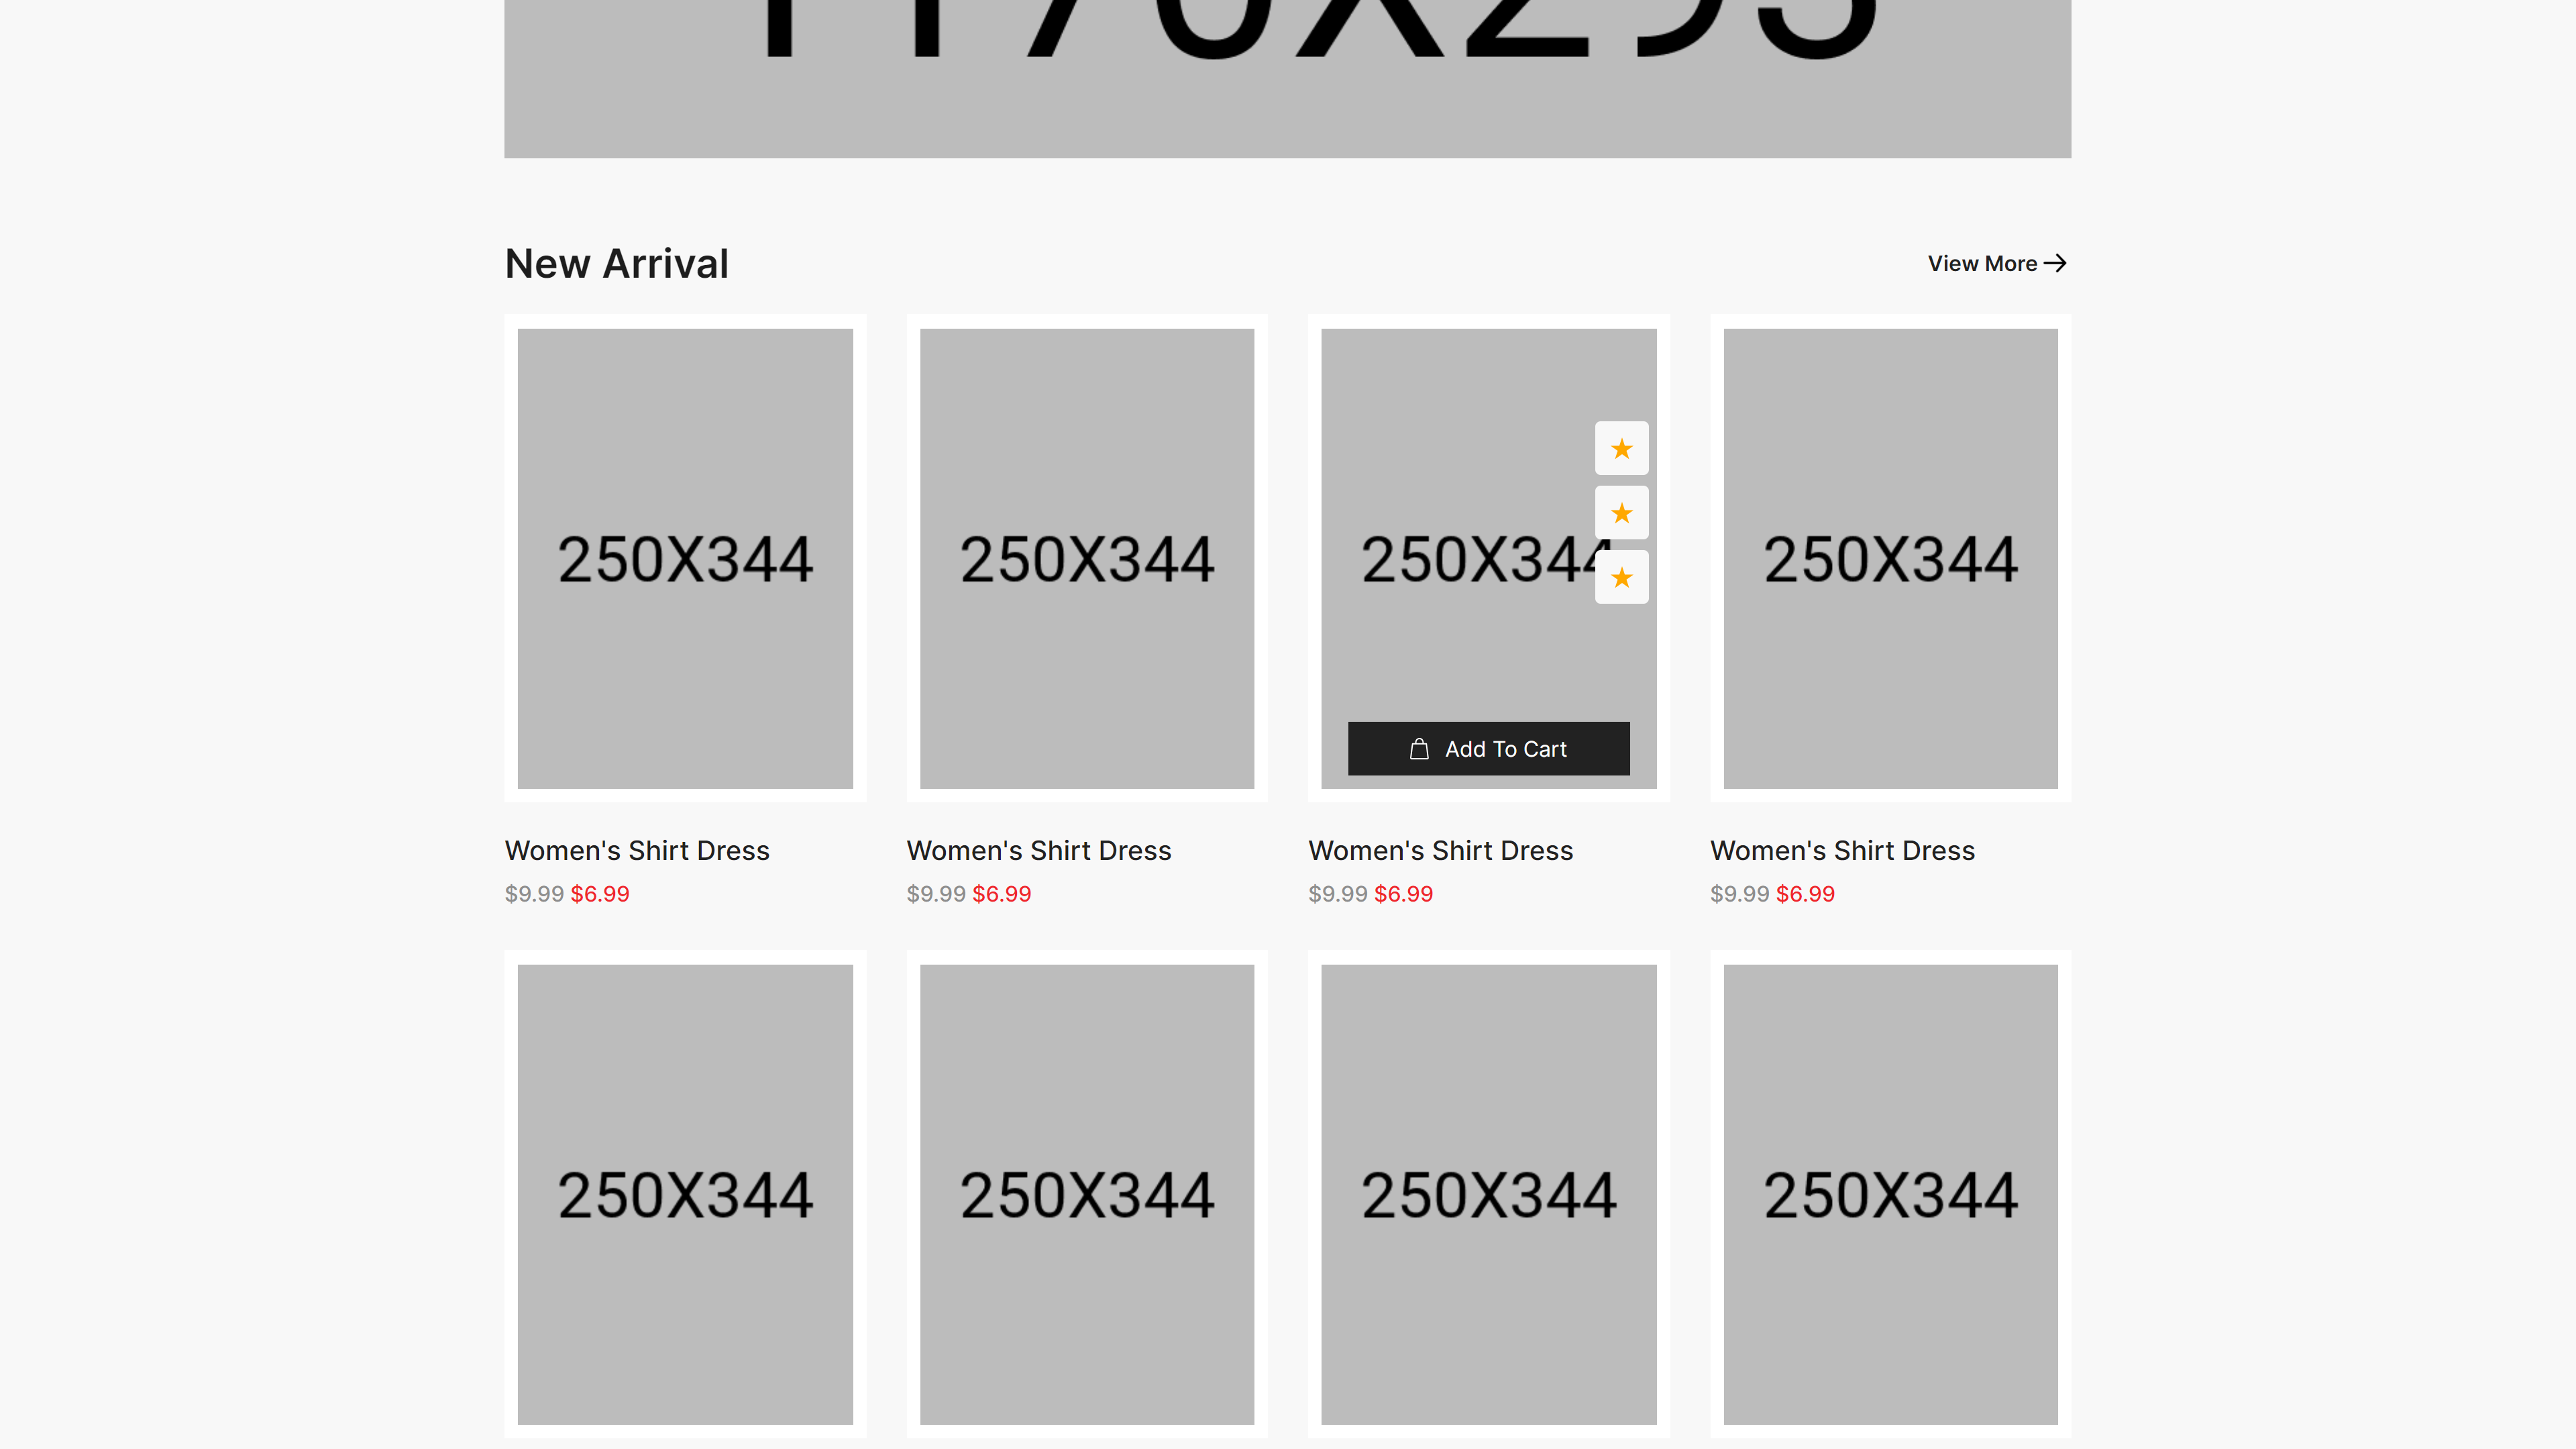 New Arrival
View More
250X344 250X344 250X344 250X344
Add To Cart
Women's Shirt Dress Women's Shirt Dress Women's Shirt Dress Women's Shirt Dress
$9.99 $6.99 $9.99 $6.99 $9.99 $6.99 $9.99 $6.99
250X344 250X344 250X344 250X344